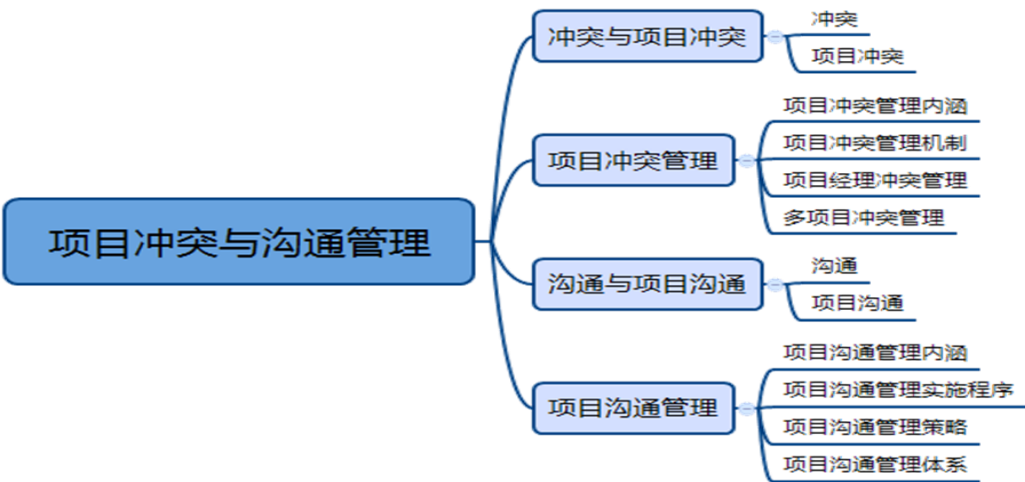 项目冲突与沟通管理
冲突与项目冲突
冲突
项目冲突
项目冲突管理
项目冲突管理内涵
项目冲突管理机制
项目经理冲突管理
多项目冲突管理
沟通与项目沟通
沟通
项目沟通
项目沟通管理
项目沟通管理内涵
项目沟通管理实施程序
项目沟通管理策略
项目沟通管理体系